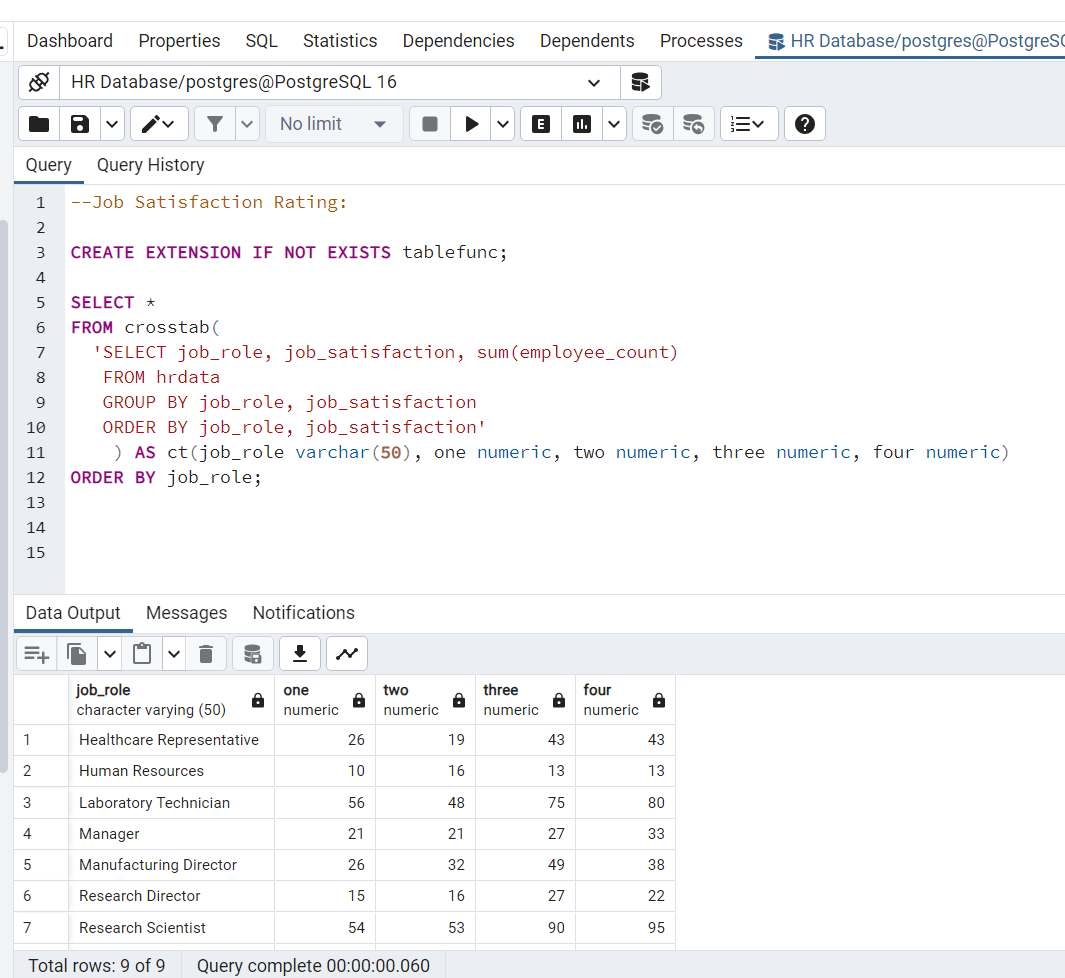 Dashboard Properties SQL Statistics Dependencies Dependents Processes HR Database/postgres@PostgreSQ
HR Database/postgres@PostgreSQL 16
No limit
E
Query Query History
1 --Job Satisfaction Rating:
2
3 CREATE EXTENSION IF NOT EXISTS tablefunc;
4
5 SELECT *
6 FROM crosstab(
7 'SELECT job_role, job_satisfaction, sum(employee_count)
8 FROM hrdata
9 GROUP BY job_role, job_satisfaction
10 ORDER BY job_role, job_satisfaction'
11 ) AS ct(job_role varchar(50), one numeric, two numeric, three numeric, four numeric)
12 ORDER BY job_role;
13
14
15
Data Output Messages Notifications
job_role one two three four
character varying (50) numeric numeric numeric numeric
1 Healthcare Representative 26 19 43 43
2 Human Resources 10 16 13 13
3 Laboratory Technician 56 48 75 80
4 Manager 21 21 27 33
5 Manufacturing Director 26 32 49 38
6 Research Director 15 16 27 22
7 Research Scientist 54 53 90 95
Total rows: 9 of 9 Query complete 00:00:00.060